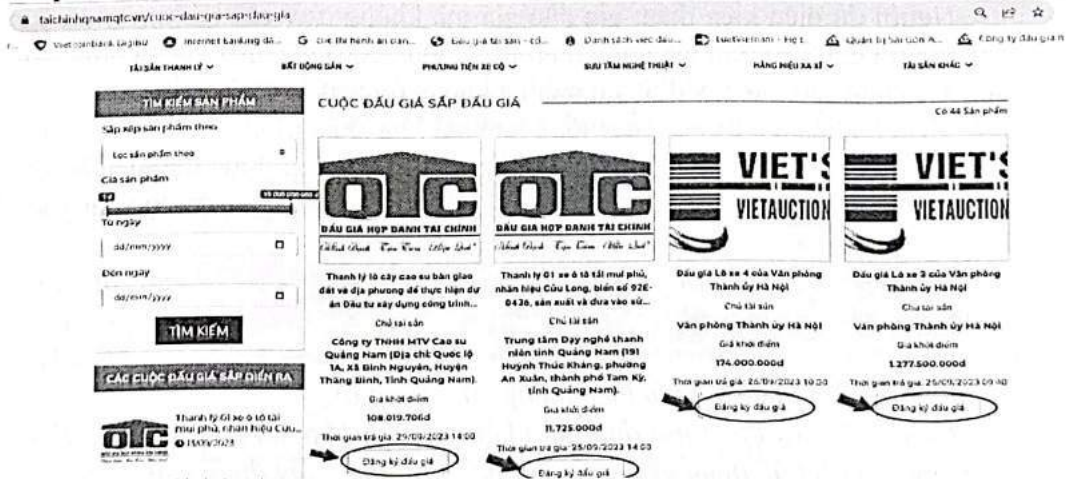 taichinhqnamqtc.vn/cuoc-dau-gia-sap-dau-gia
TÀI SẢN THANH LÝ
BẤT ĐỘNG SẢN
PHƯƠNG TIỆN XE CỘ
SƯU TẦM NGHỆ THUẬT
HÀNG HIỆU XA XỈ
TÀI SẢN KHÁC
TÌM KIẾM SẢN PHẨM
Sắp xếp sản phẩm theo
Lọc sản phẩm theo
Giá sản phẩm
Từ ngày
dd/mm/yyyy
Đến ngày
dd/mm/yyyy
TÌM KIẾM
CÁC CUỘC ĐẤU GIÁ SẮP DIỄN RA
Thanh lý 01 xe ô tô tải
mui phủ, nhãn hiệu Cửu...
CUỘC ĐẤU GIÁ SẮP ĐẤU GIÁ
Có 44 Sản phẩm
QTC
ĐẤU GIÁ HỢP DANH TÀI CHÍNH
Thanh lý lô cây cao su bàn giao
đất về địa phương để thực hiện dự
án Đầu tư xây dựng công trình...
Chủ tài sản
Công ty TNHH MTV Cao su
Quảng Nam (Địa chỉ: Quốc lộ
1A, Xã Bình Nguyên, Huyện
Thăng Bình, Tỉnh Quảng Nam).
Giá khởi điểm
108.019.706đ
Thời gian trả giá: 29/09/2023 14:00
Đăng ký đấu giá
QTC
ĐẤU GIÁ HỢP DANH TÀI CHÍNH
Thanh lý 01 xe ô tô tải mui phủ,
nhãn hiệu Cửu Long, biển số 92E-
0436, sản xuất và đưa vào sử...
Chủ tài sản
Trung tâm Dạy nghề thanh
niên tỉnh Quảng Nam (191
Huỳnh Thúc Kháng, phường
An Xuân, thành phố Tam Kỳ,
tỉnh Quảng Nam).
Giá khởi điểm
11.725.000đ
Thời gian trả giá: 25/09/2023 14:00
Đăng ký đấu giá
VIET'S
VIETAUCTION
Đấu giá Lô xe 4 của Văn phòng
Thành ủy Hà Nội
Chủ tài sản
Văn phòng Thành ủy Hà Nội
Giá khởi điểm
174.000.000đ
Thời gian trả giá: 26/09/2023 10:00
Đăng ký đấu giá
VIET'S
VIETAUCTION
Đấu giá Lô xe 3 của Văn phòng
Thành ủy Hà Nội
Chủ tài sản
Văn phòng Thành ủy Hà Nội
Giá khởi điểm
1.277.500.000đ
Đăng ký đấu giá